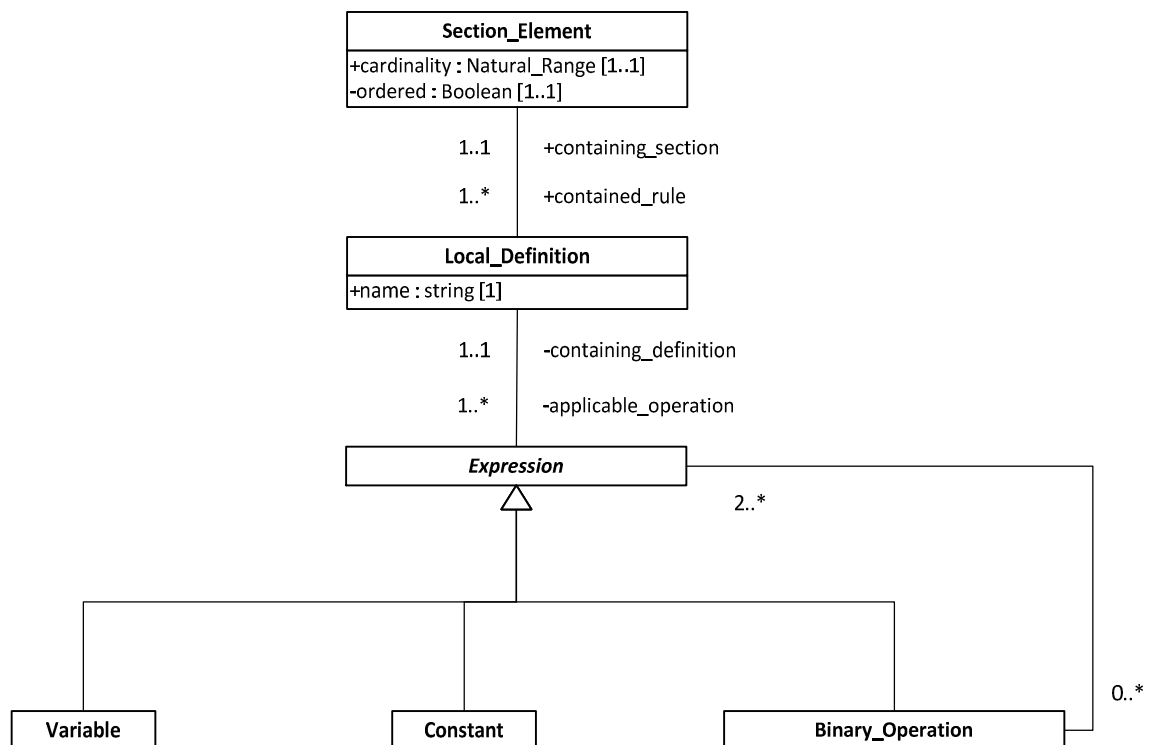 Section_Element
+cardinality : Natural_Range [1..1]
-ordered : Boolean [1..1]
1..1 +containing_section
1..* +contained_rule
Local_Definition
+name : string [1]
1..1 -containing_definition
1..* -applicable_operation
Expression
2..*
0..*
Variable
Constant
Binary_Operation